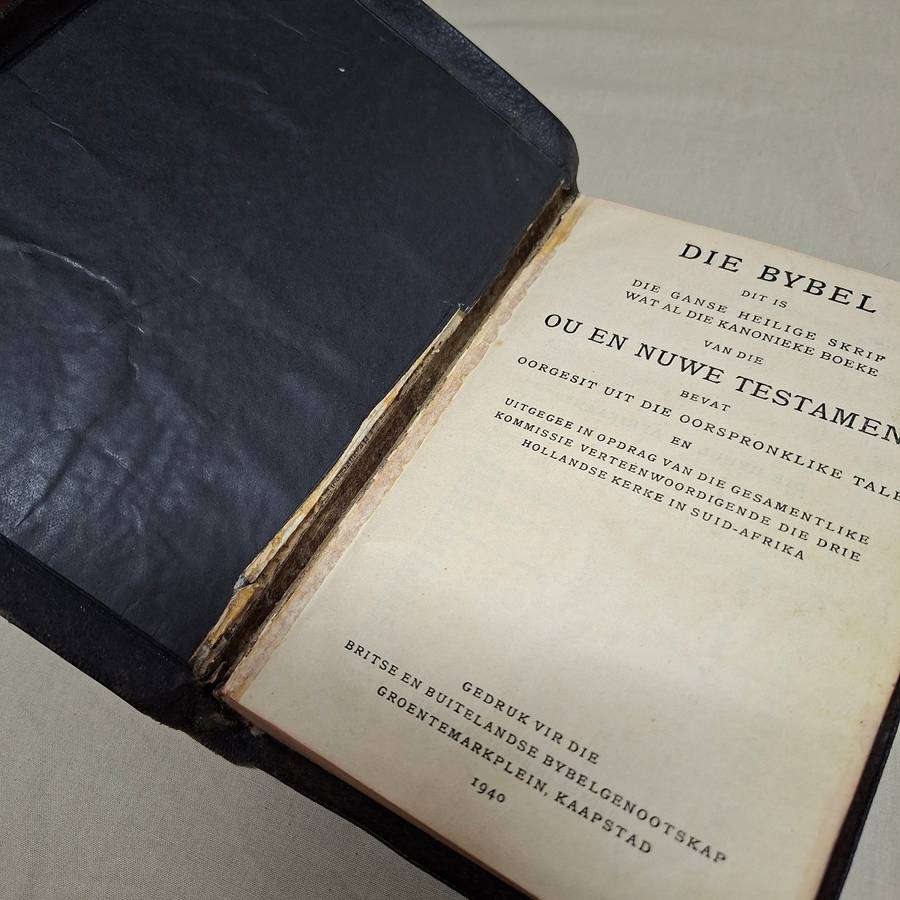 DIE BYBEL
DIT IS
DIE GANSE HEILIGE SKRIF
WAT AL DIE KANONIEKE BOEKE
VAN DIE
OU EN NUWE TESTAMEN
BEVAT
OORGESIT UIT DIE OORSPRONKLIKE TALE
EN
UITGEGEE IN OPDRAG VAN DIE GESAMENTLIKE
KOMMISSIE VERTEENWOORDIGENDE DIE DRIE
HOLLANDSE KERKE IN SUID-AFRIKA
GEDRUK VIR DIE
BRITSE EN BUITELANDSE BYBELGENOOTSKAP
GROENTEMARKPLEIN, KAAPSTAD
1940